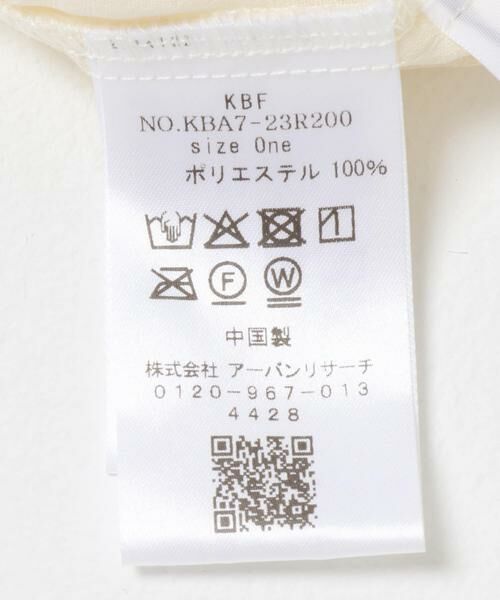 KBF
NO.KBA7-23R200
size One
ポリエステル 100%
F
W
中国製
株式会社 アーバンリサーチ
0120-967-013
4428